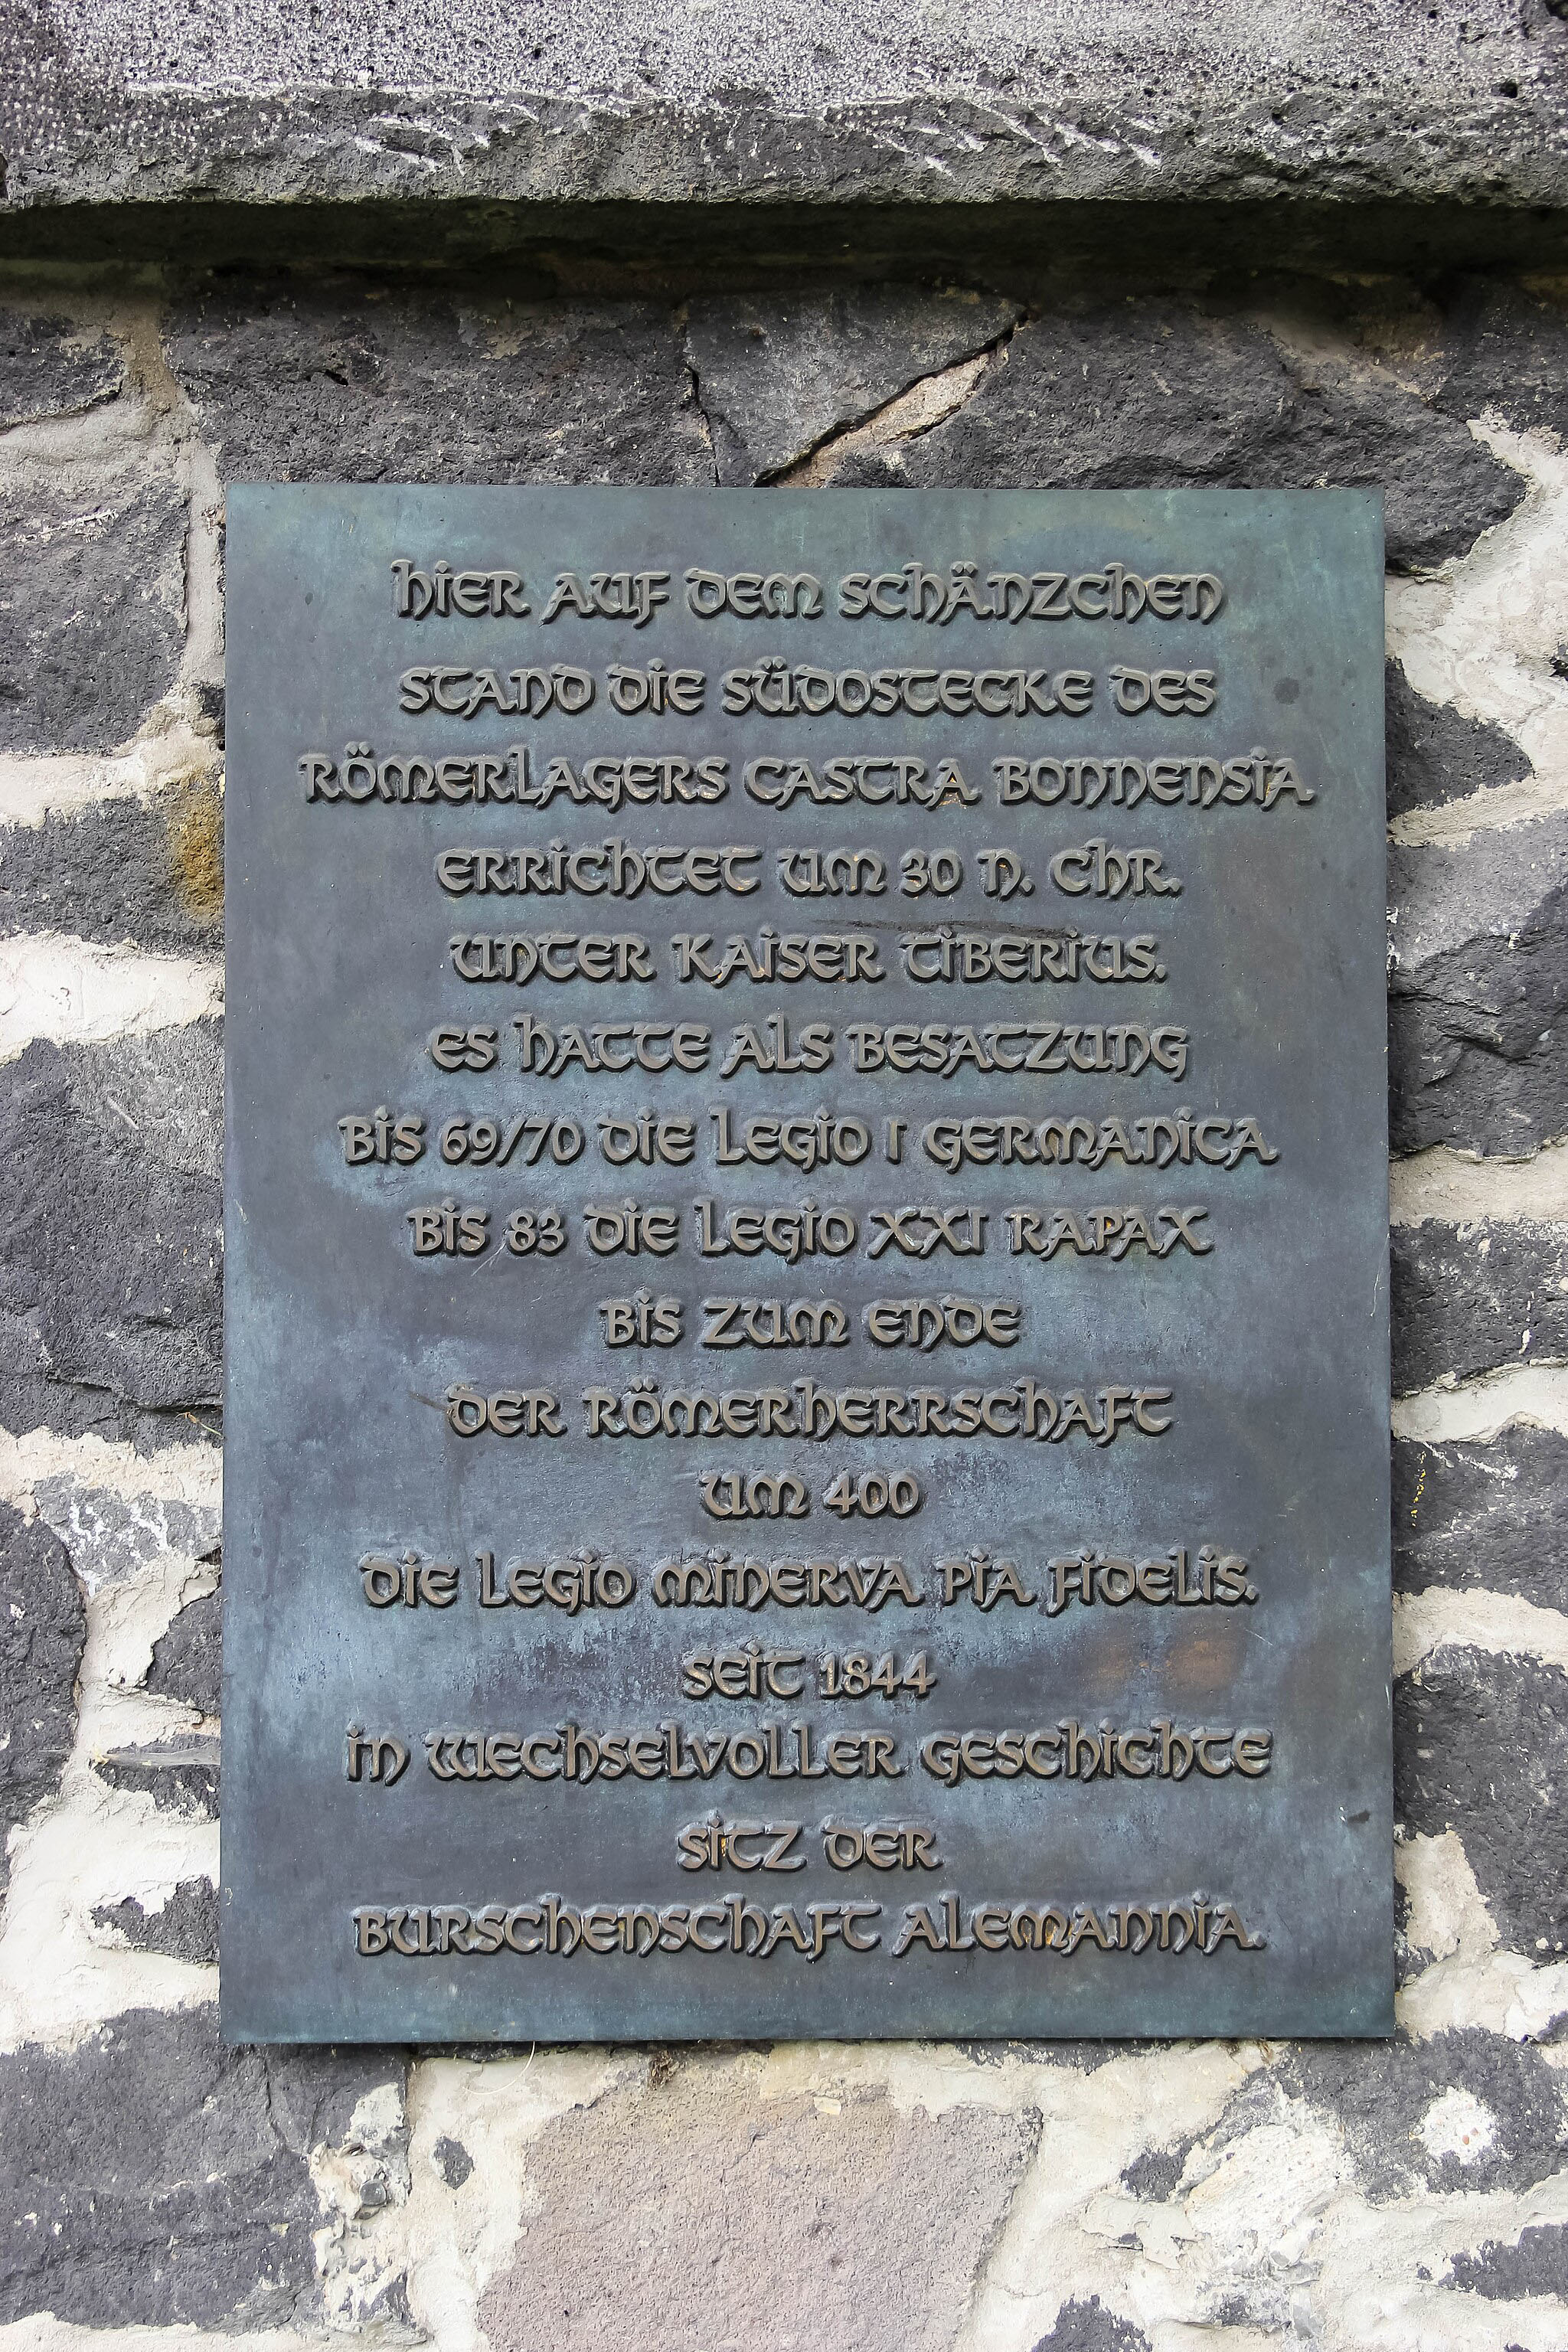 HIER AUF DEM SCHÄNZCHEN
STAND DIE SÜDOSTECKE DES
RÖMERLAGERS CASTRA BONNENSIA
ERRICHTET UM 30 N. CHR.
UNTER KAISER TIBERIUS.
ES HATTE ALS BESATZUNG
BIS 69/70 DIE LEGIO I GERMANICA
BIS 83 DIE LEGIO XXI RAPAX
BIS ZUM ENDE
DER RÖMERHERRSCHAFT
UM 400
DIE LEGIO MINERVA PIA FIDELIS.
SEIT 1844
IN WECHSELVOLLER GESCHICHTE
SITZ DER
BURSCHENSCHAFT ALEMANNIA.